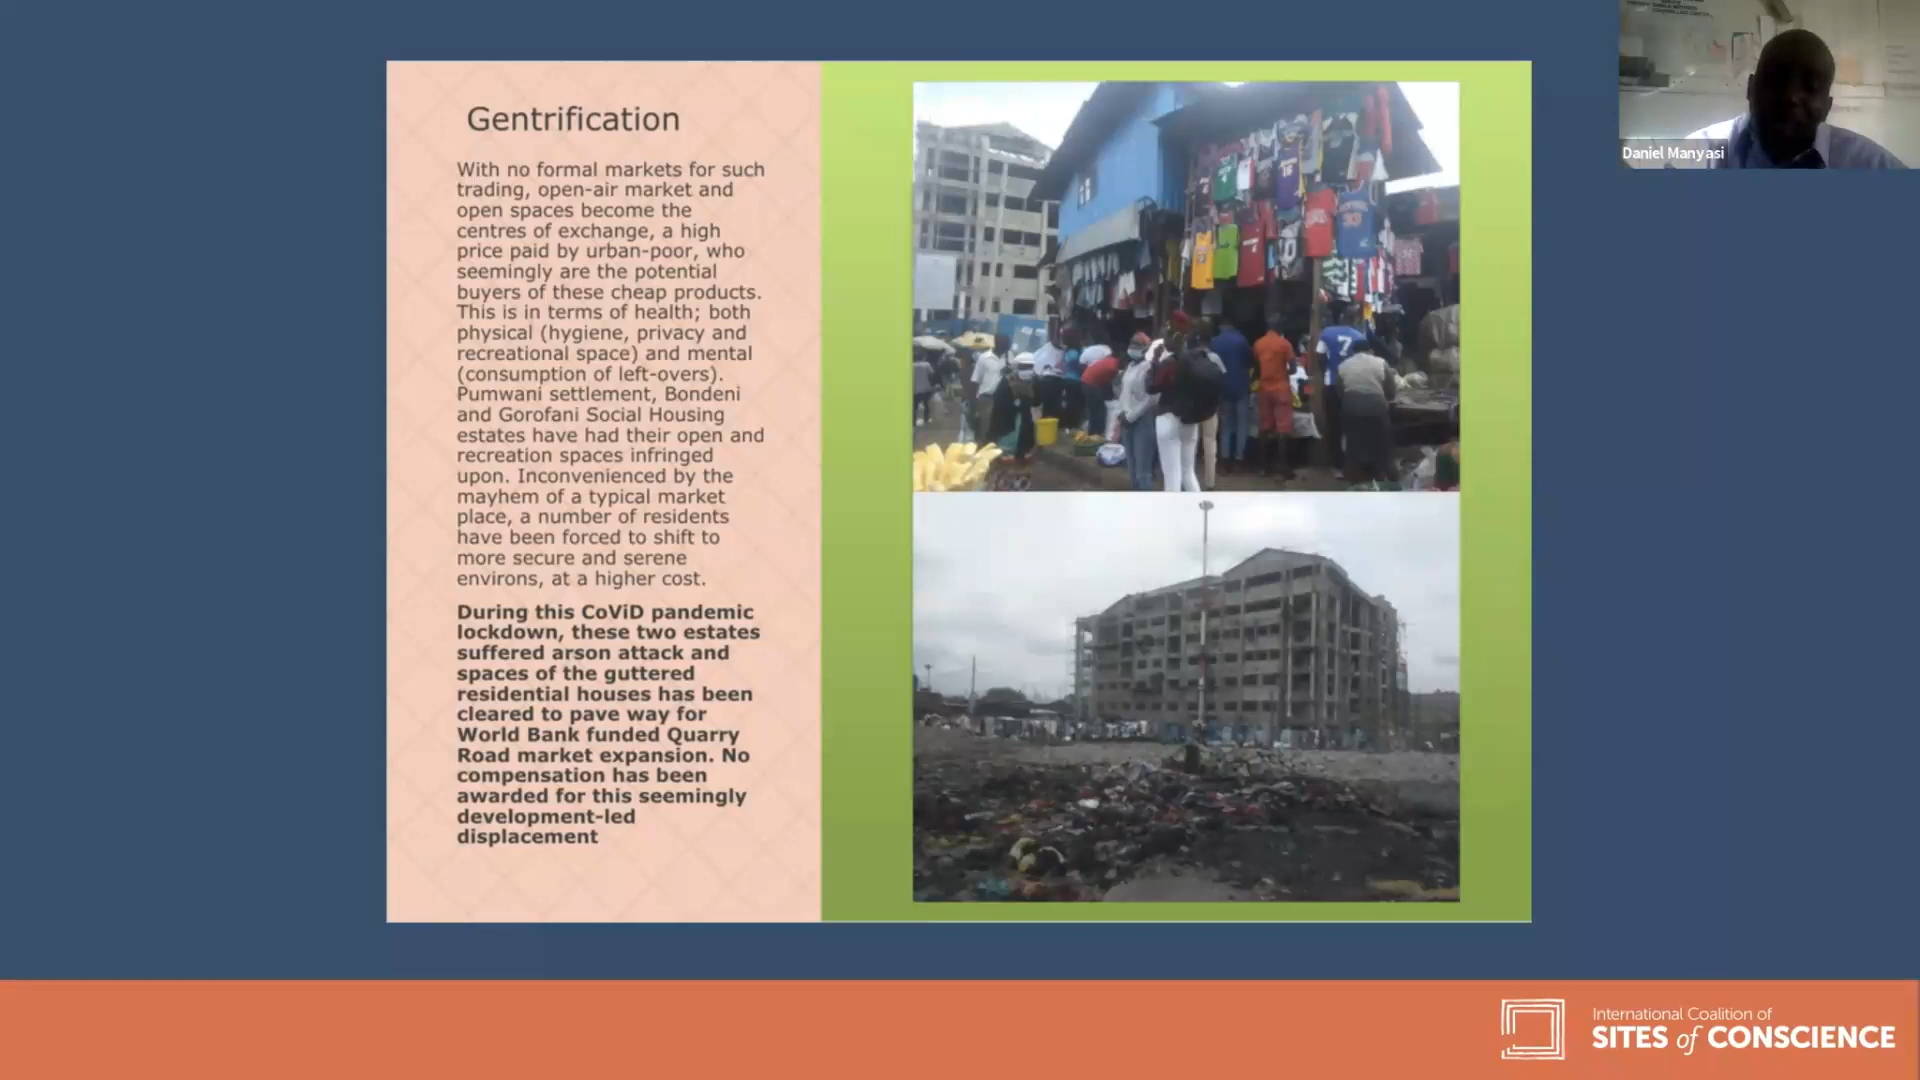 Gentrification
With no formal markets for such
trading, open-air market and
open spaces become the
centres of exchange, a high
price paid by urban-poor, who
seemingly are the potential
buyers of these cheap products.
This is in terms of health; both
physical (hygiene, privacy and
recreational space) and mental
(consumption of left-overs).
Pumwani settlement, Bondeni
and Gorofani Social Housing
estates have had their open and
recreation spaces infringed
upon. Inconvenienced by the
mayhem of a typical market
place, a number of residents
have been forced to shift to
more secure and serene
environs, at a higher cost.
During this CoViD pandemic
lockdown, these two estates
suffered arson attack and
spaces of the guttered
residential houses has been
cleared to pave way for
World Bank funded Quarry
Road market expansion. No
compensation has been
awarded for this seemingly
development-led
displacement
7
Daniel Manyasi
International Coalition of
SITES of CONSCIENCE